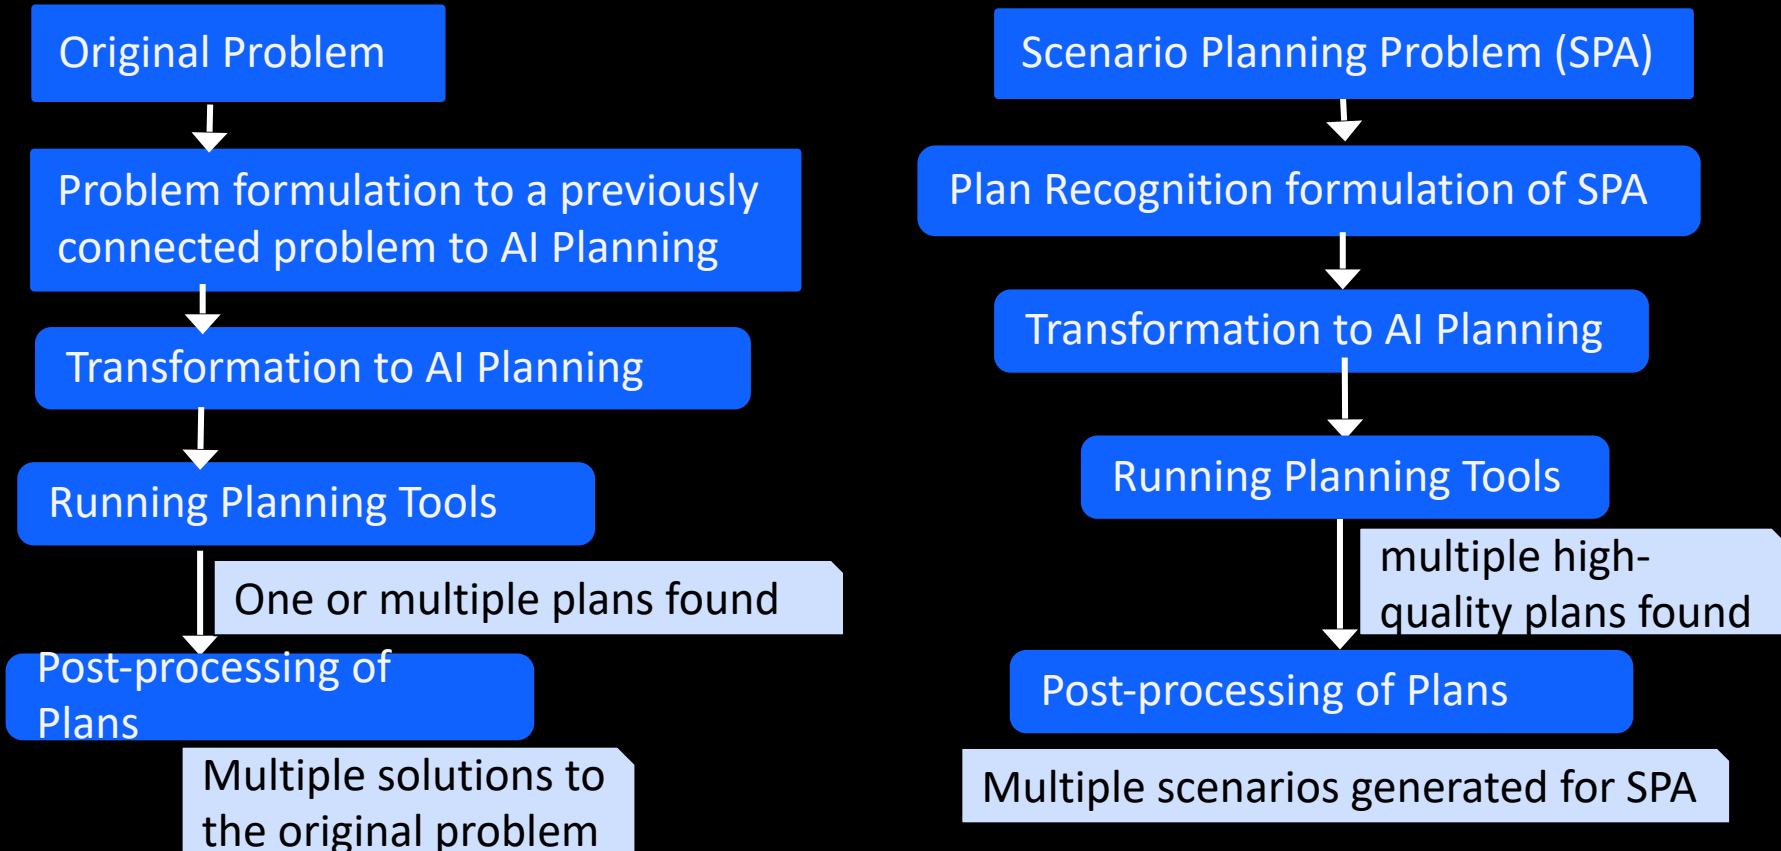 Original Problem
Problem formulation to a previously
connected problem to AI Planning
Transformation to AI Planning
Running Planning Tools
One or multiple plans found
Post-processing of
Plans
Multiple solutions to
the original problem
Scenario Planning Problem (SPA)
Plan Recognition formulation of SPA
Transformation to AI Planning
Running Planning Tools
multiple high-
quality plans found
Post-processing of Plans
Multiple scenarios generated for SPA